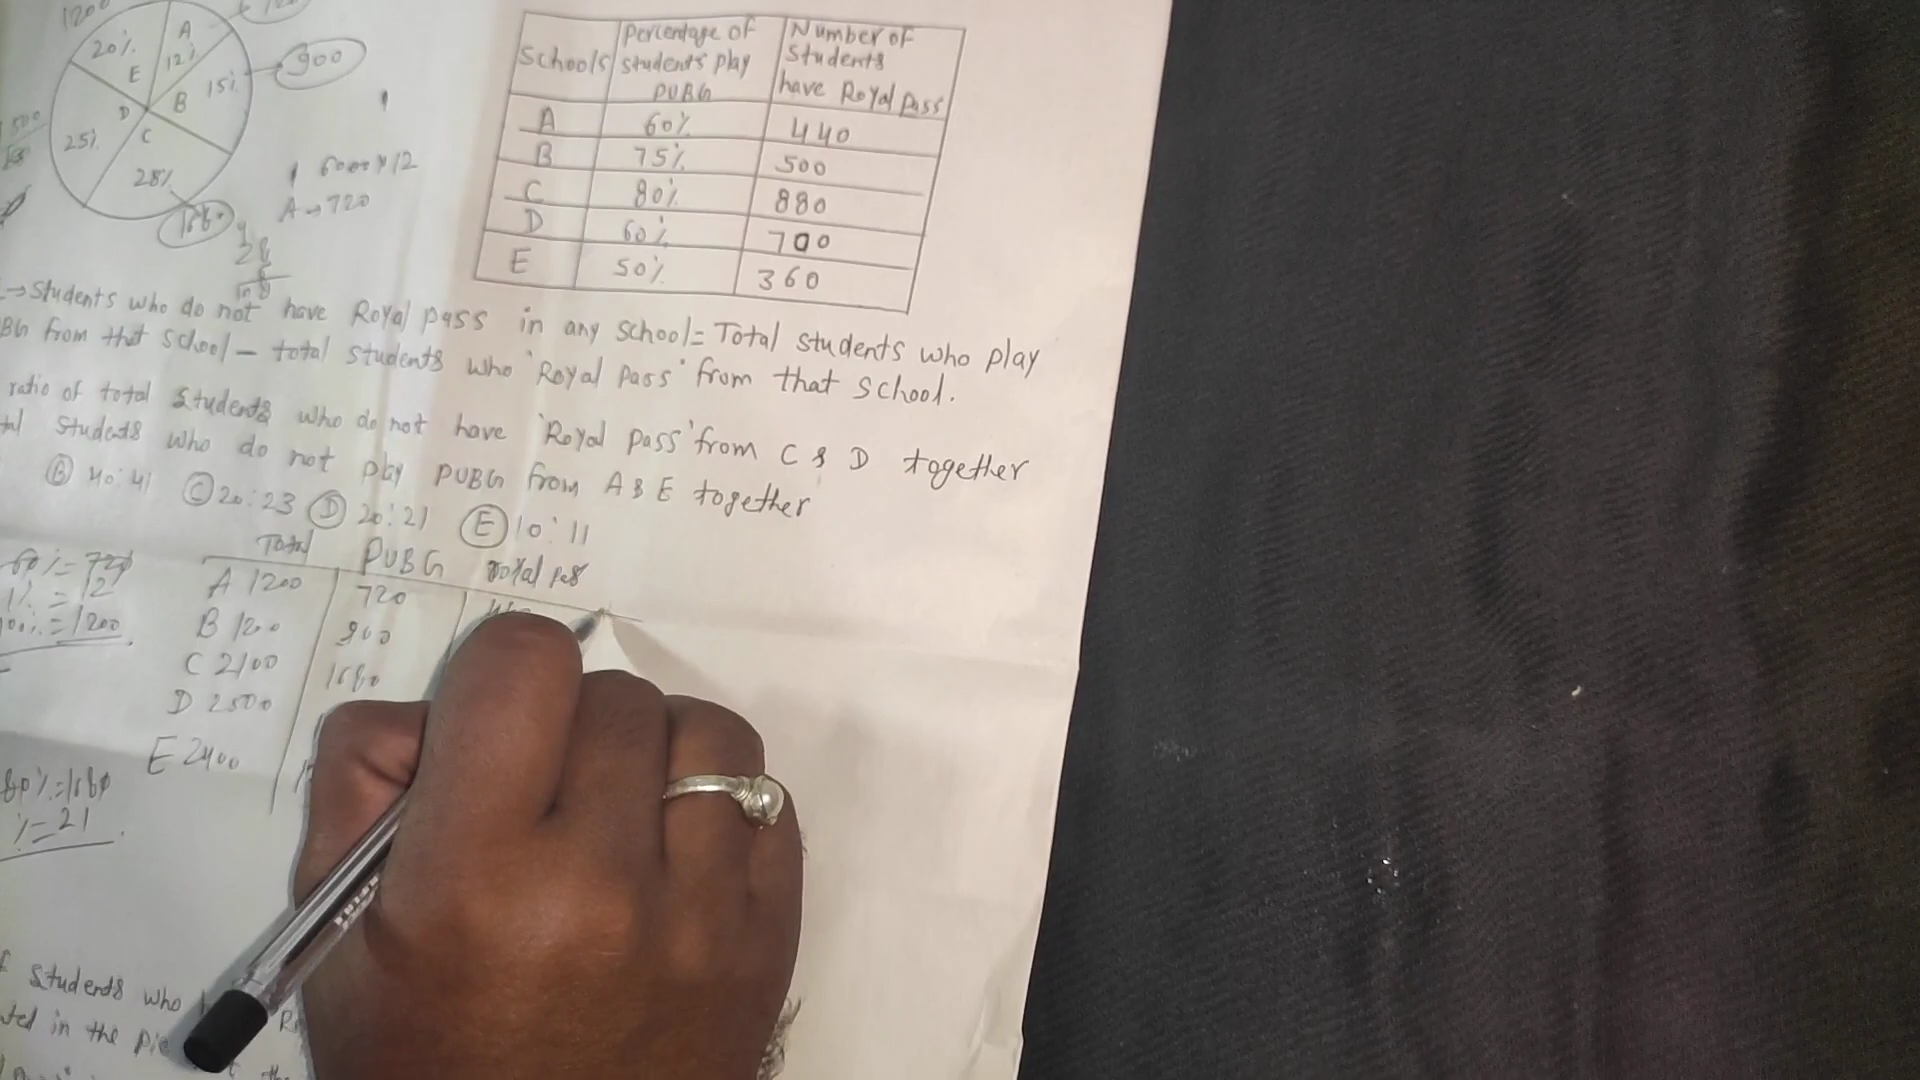 1200
20%
A
12%
E
15%
900
B
D
C
25%
28%
1680
6000×12
A→720
Schools
Percentage of students play PUBG
Number of Students have Royal Pass
A 60% 440
B 75% 500
C 80% 880
D 60% 700
E 50% 360
→Students who do not have Royal pass in any school=Total students who play
from that school – total students who 'Royal Pass' from that school.
ratio of total students who do not have 'Royal pass' from C & D together
Students who do not play PUBG from A & E together
(B) 40:41 (C) 20:23 (D) 20:21 (E) 10:11
Total PUBG Royal pas
60%=720
1%=12
=1200
A 1200 720
B 1200 900
C 2100 1680
D 2500
E 2400
80%=1680
%=21
Students who
in the Pie